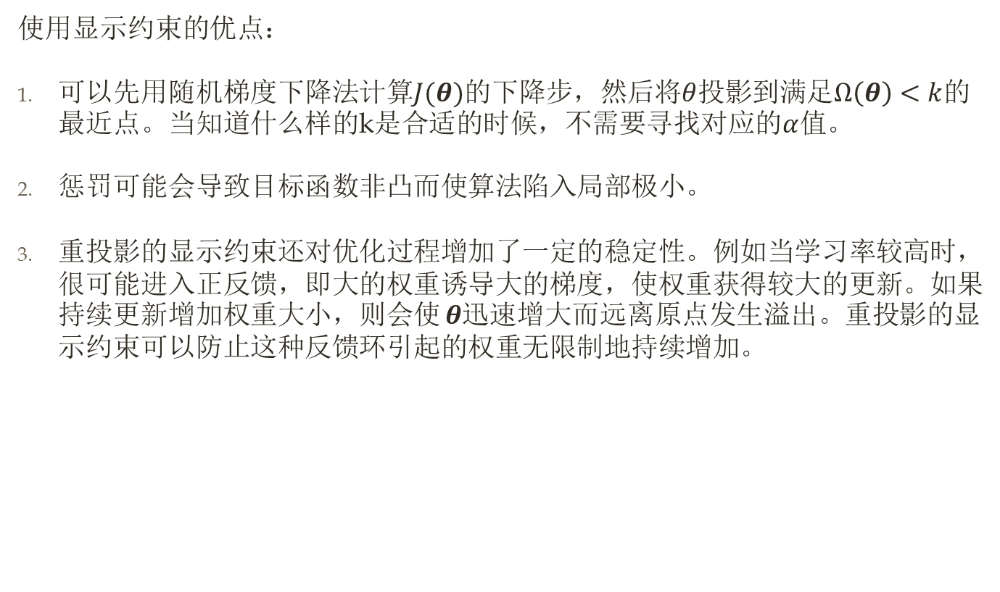 使用显示约束的优点：
1. 可以先用随机梯度下降法计算J(θ)的下降步，然后将θ投影到满足Ω(θ) < k的
最近点。当知道什么样的k是合适的时候，不需要寻找对应的α值。
2. 惩罚可能会导致目标函数非凸而使算法陷入局部极小。
3. 重投影的显示约束还对优化过程增加了一定的稳定性。例如当学习率较高时，
很可能进入正反馈，即大的权重诱导大的梯度，使权重获得较大的更新。如果
持续更新增加权重大小，则会使 θ迅速增大而远离原点发生溢出。重投影的显
示约束可以防止这种反馈环引起的权重无限制地持续增加。